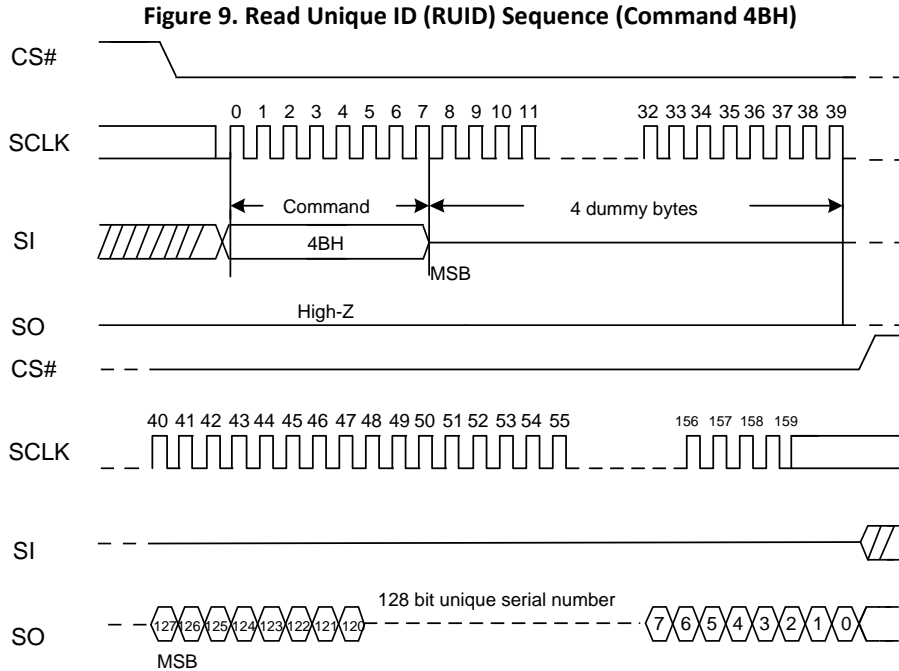 Figure 9. Read Unique ID (RUID) Sequence (Command 4BH)
CS#
0 1 2 3 4 5 6 7 8 9 10 11 32 33 34 35 36 37 38 39
SCLK
Command 4 dummy bytes
SI 4BH
MSB
High-Z
SO
CS#
40 41 42 43 44 45 46 47 48 49 50 51 52 53 54 55 156 157 158 159
SCLK
SI
128 bit unique serial number
SO 127 126 125 124 123 122 121 120 7 6 5 4 3 2 1 0
MSB